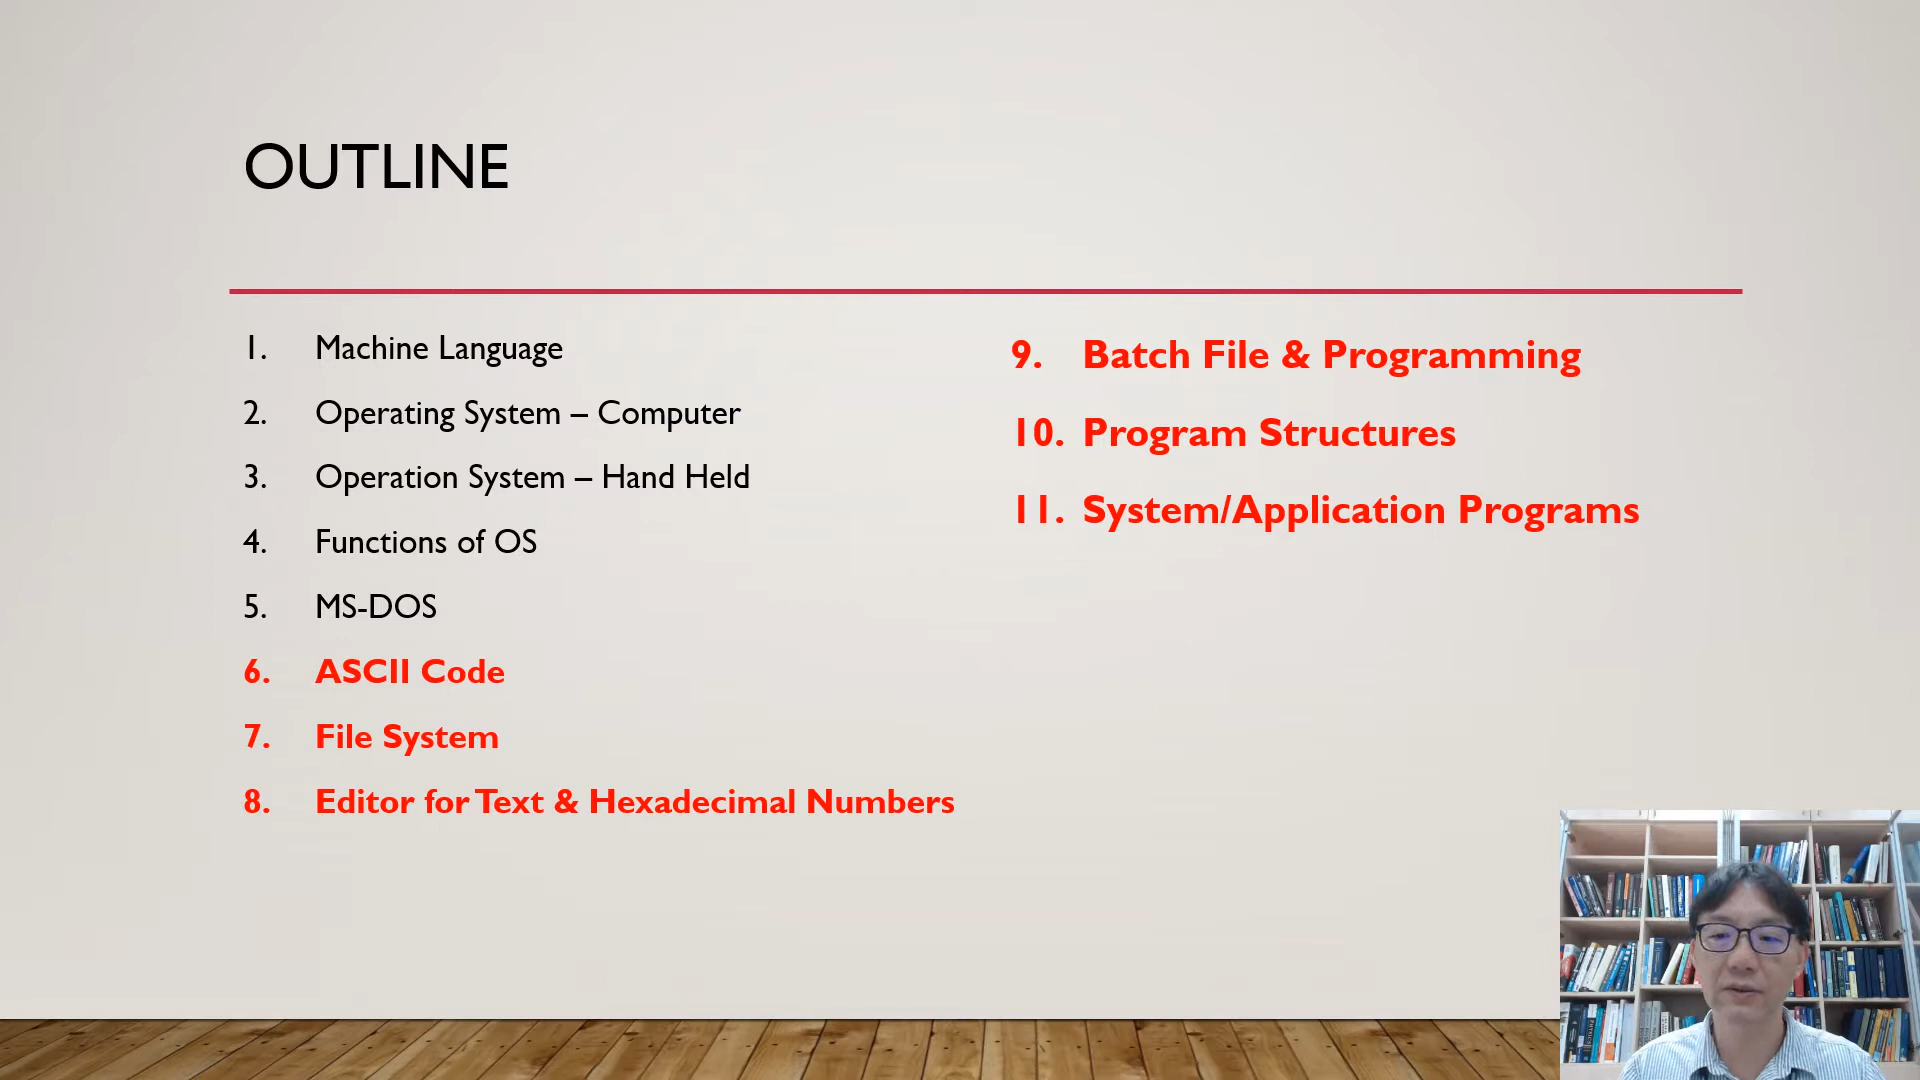 OUTLINE
1. Machine Language
2. Operating System – Computer
3. Operation System – Hand Held
4. Functions of OS
5. MS-DOS
6. ASCII Code
7. File System
8. Editor for Text & Hexadecimal Numbers
9. Batch File & Programming
10. Program Structures
11. System/Application Programs